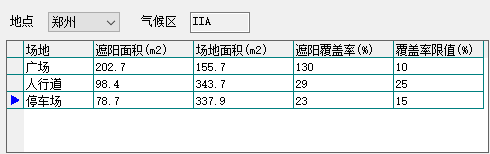 地点 郑州 气候区 IIA
场地 遮阳面积(m2) 场地面积(m2) 遮阳覆盖率(%) 覆盖率限值(%)
广场 202.7 155.7 130 10
人行道 98.4 343.7 29 25
停车场 78.7 337.9 23 15